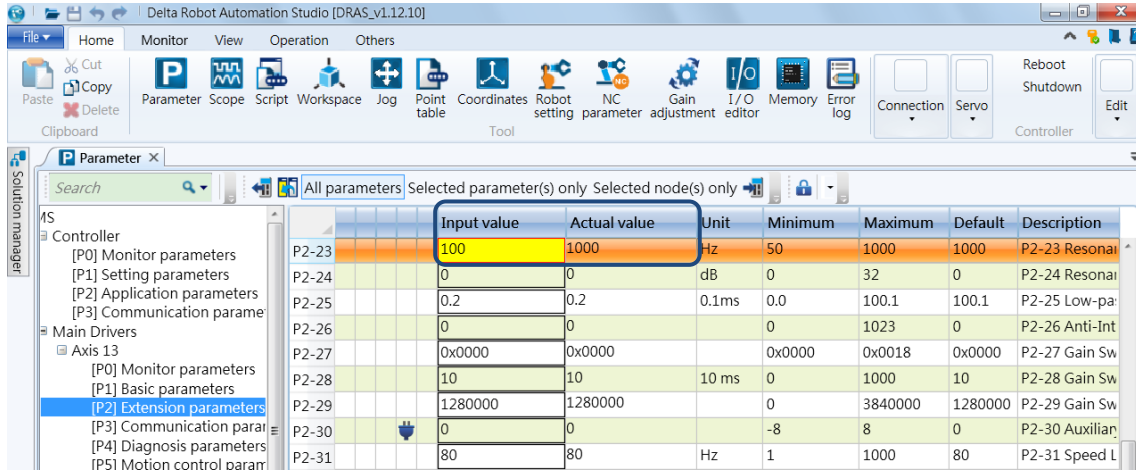 Delta Robot Automation Studio [DRAS_v1.12.10]
File Home Monitor View Operation Others
Paste Cut Copy Delete
Clipboard
Parameter Scope Script Workspace Jog Point table Coordinates Robot setting NC parameter Gain adjustment I/O editor Memory Error log
Tool
Connection Servo
Reboot
Shutdown
Controller
Edit
Solution manager
Parameter
Search All parameters Selected parameter(s) only Selected node(s) only
Controller
[P0] Monitor parameters
[P1] Setting parameters
[P2] Application parameters
[P3] Communication parame
Main Drivers
Axis 13
[P0] Monitor parameters
[P1] Basic parameters
[P2] Extension parameters
[P3] Communication parar
[P4] Diagnosis parameters
[P5] Motion control param
Input value Actual value Unit Minimum Maximum Default Description
P2-23 100 1000 Hz 50 1000 1000 P2-23 Resonar
P2-24 0 0 dB 0 32 0 P2-24 Resonar
P2-25 0.2 0.2 0.1ms 0.0 100.1 100.1 P2-25 Low-pa
P2-26 0 0 0 1023 0 P2-26 Anti-Int
P2-27 0x0000 0x0000 0x0000 0x0018 0x0000 P2-27 Gain Sw
P2-28 10 10 10 ms 0 1000 10 P2-28 Gain Sw
P2-29 1280000 1280000 0 3840000 1280000 P2-29 Gain Sw
P2-30 0 0 -8 8 0 P2-30 Auxiliary
P2-31 80 80 Hz 1 1000 80 P2-31 Speed L